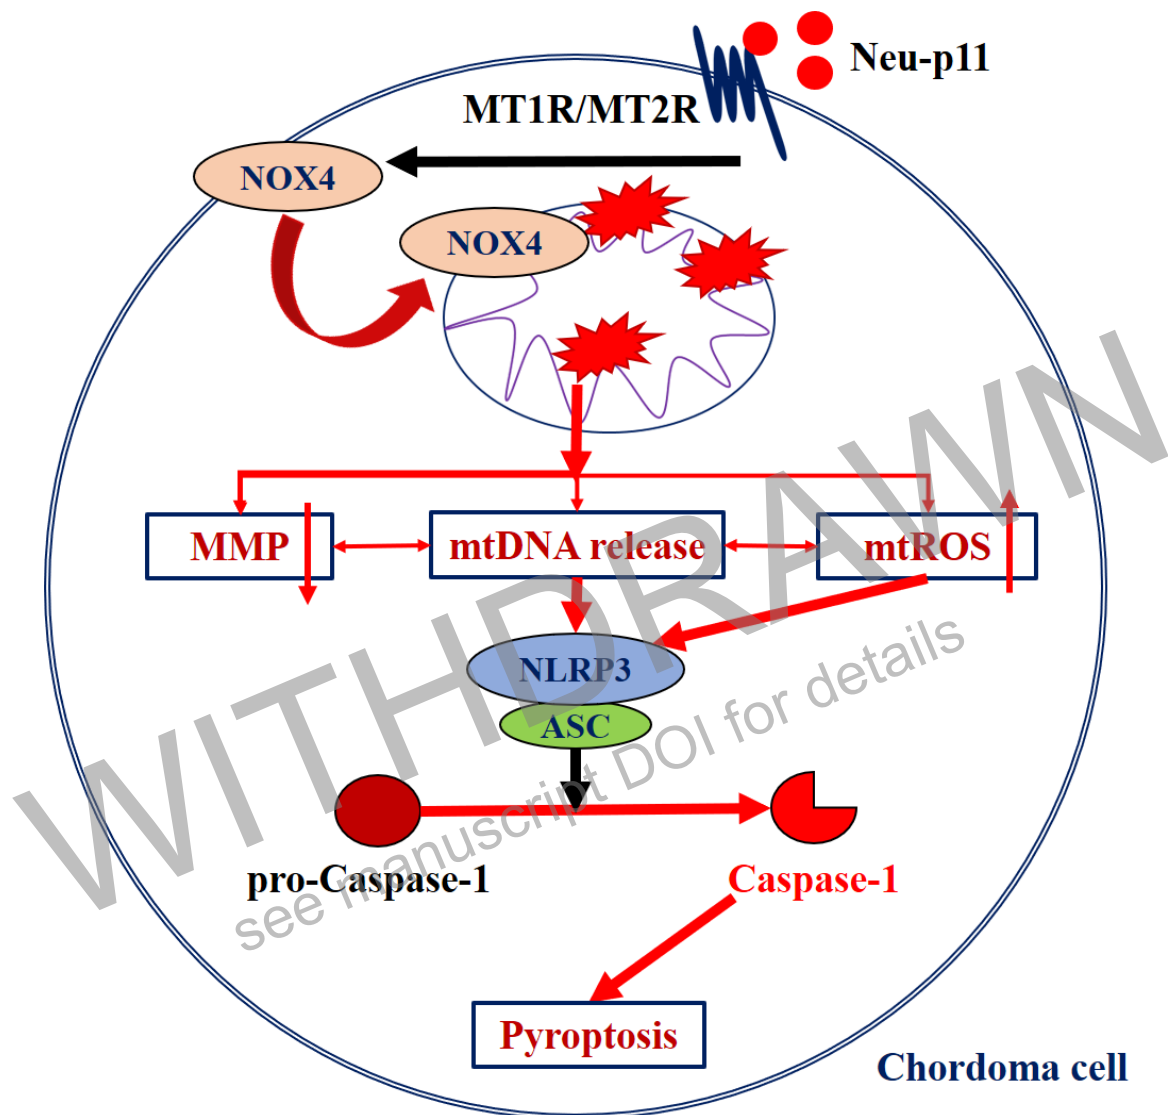 Neu-p11
MT1R/MT2R
NOX4
NOX4
MMP
mtDNA release
mtROS
NLRP3
ASC
pro-Caspase-1
Caspase-1
Pyroptosis
Chordoma cell
WITHDRAWN
see manuscript DOI for details